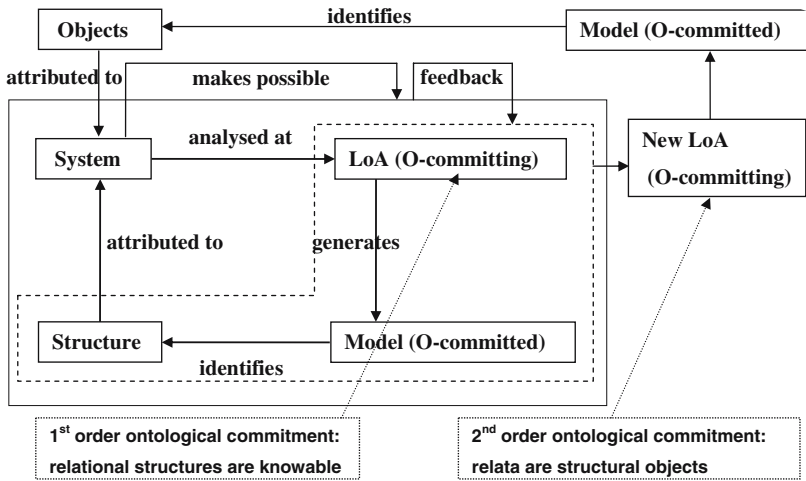 identifies
Objects
Model (O-committed)
attributed to
makes possible
feedback
analysed at
System
LoA (O-committing)
New LoA
(O-committing)
attributed to
generates
Structure
Model (O-committed)
identifies
1st order ontological commitment:
relational structures are knowable
2nd order ontological commitment:
relata are structural objects